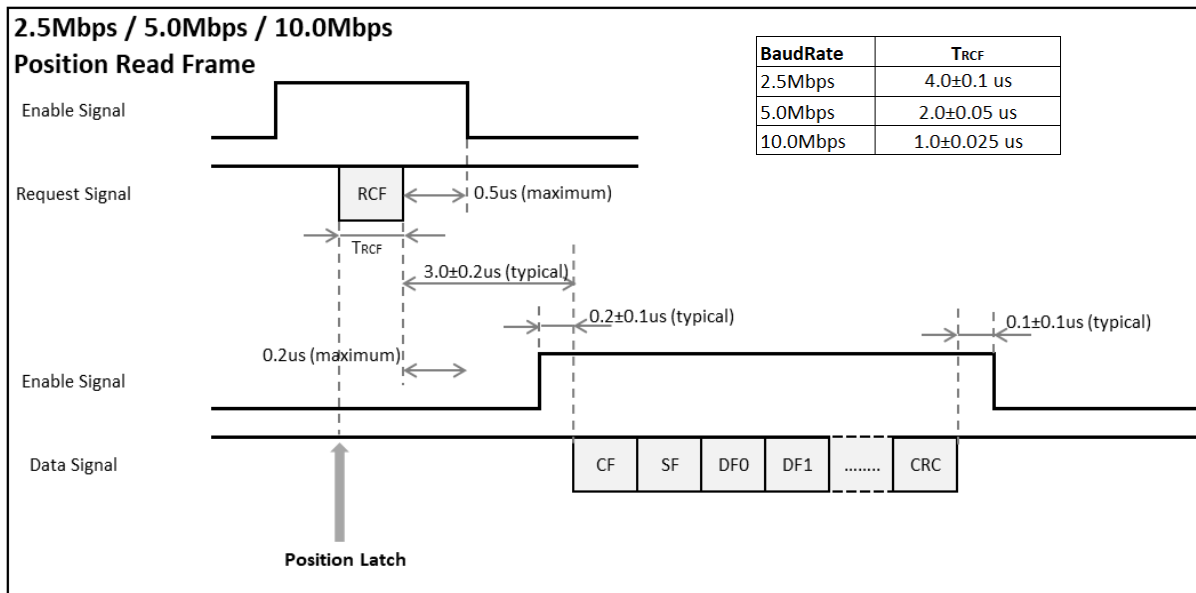 2.5Mbps / 5.0Mbps / 10.0Mbps
Position Read Frame
BaudRate TRCF
2.5Mbps 4.0±0.1 us
5.0Mbps 2.0±0.05 us
10.0Mbps 1.0±0.025 us
Enable Signal
Request Signal
RCF
0.5us (maximum)
TRCF
3.0±0.2us (typical)
0.2±0.1us (typical)
0.1±0.1us (typical)
0.2us (maximum)
Enable Signal
Data Signal
CF SF DF0 DF1 ........ CRC
Position Latch